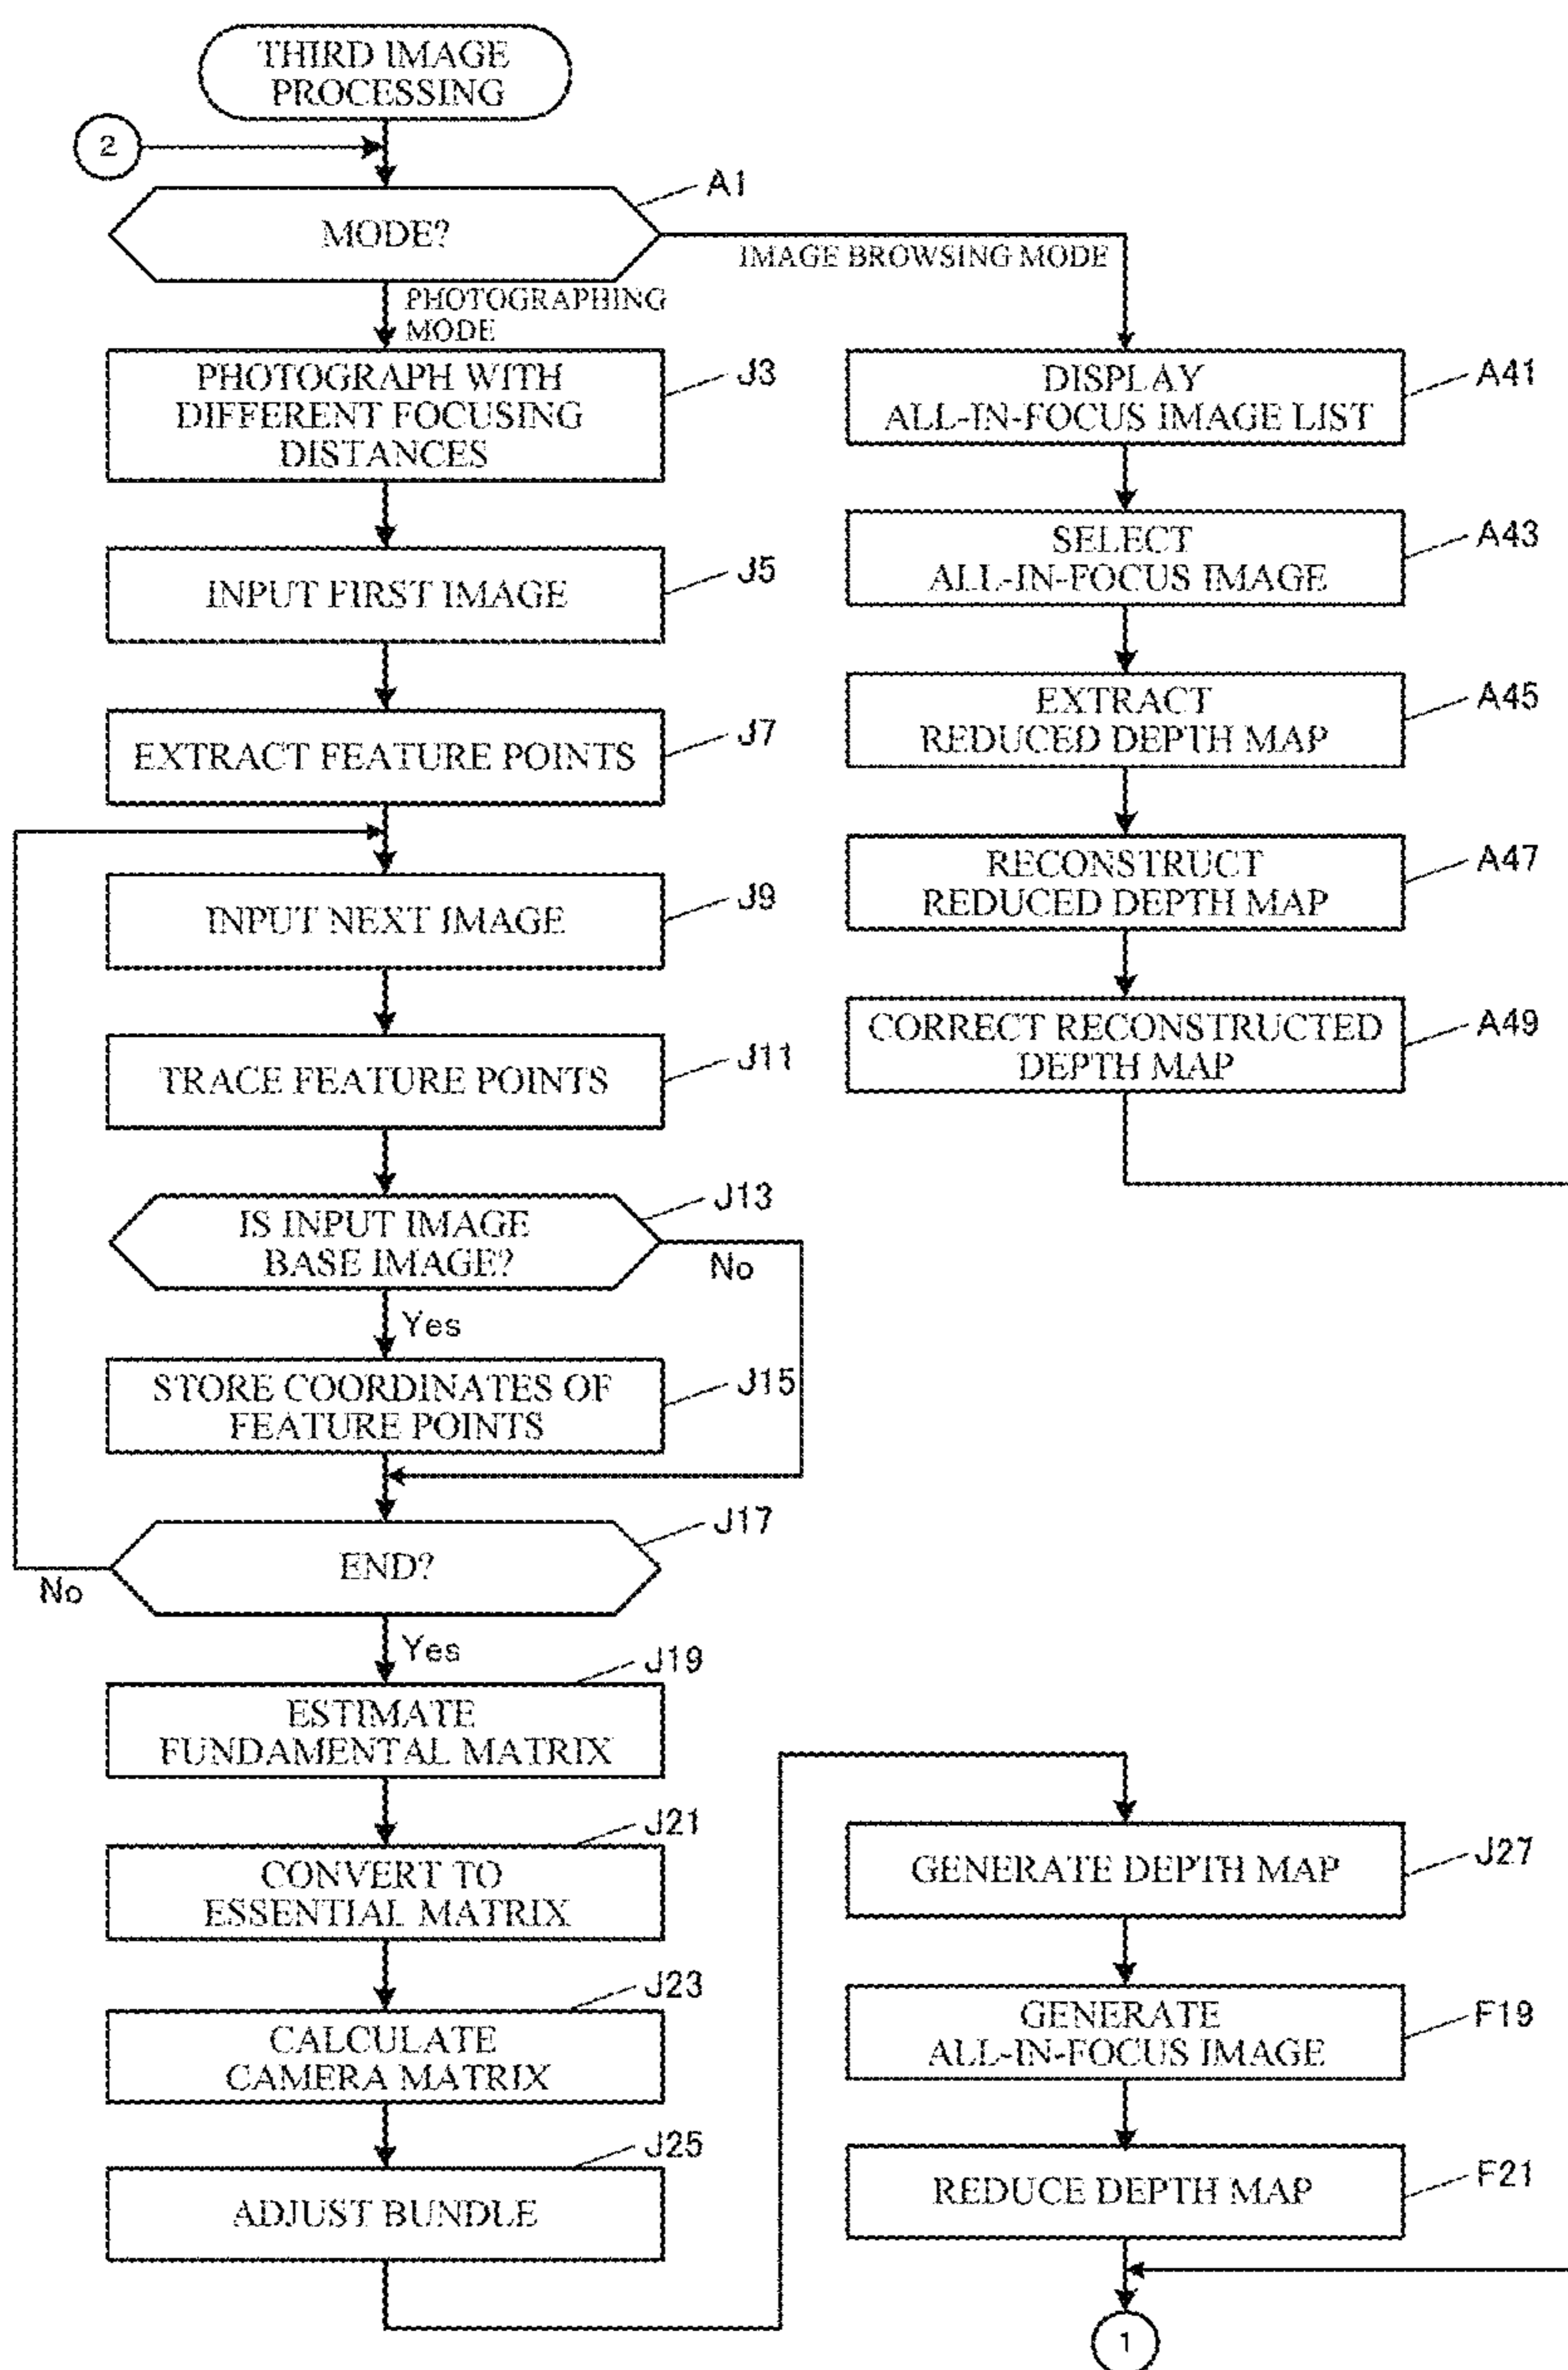 THIRD IMAGE
PROCESSING
2
MODE?
A1
IMAGE BROWSING MODE
PHOTOGRAPHING
MODE
PHOTOGRAPH WITH
DIFFERENT FOCUSING
DISTANCES
J3
INPUT FIRST IMAGE
J5
EXTRACT FEATURE POINTS
J7
INPUT NEXT IMAGE
J9
TRACE FEATURE POINTS
J11
IS INPUT IMAGE
BASE IMAGE?
J13
No
Yes
STORE COORDINATES OF
FEATURE POINTS
J15
END?
J17
No
Yes
ESTIMATE
FUNDAMENTAL MATRIX
J19
CONVERT TO
ESSENTIAL MATRIX
J21
CALCULATE
CAMERA MATRIX
J23
ADJUST BUNDLE
J25
DISPLAY
ALL-IN-FOCUS IMAGE LIST
A41
SELECT
ALL-IN-FOCUS IMAGE
A43
EXTRACT
REDUCED DEPTH MAP
A45
RECONSTRUCT
REDUCED DEPTH MAP
A47
CORRECT RECONSTRUCTED
DEPTH MAP
A49
GENERATE DEPTH MAP
J27
GENERATE
ALL-IN-FOCUS IMAGE
F19
REDUCE DEPTH MAP
F21
1